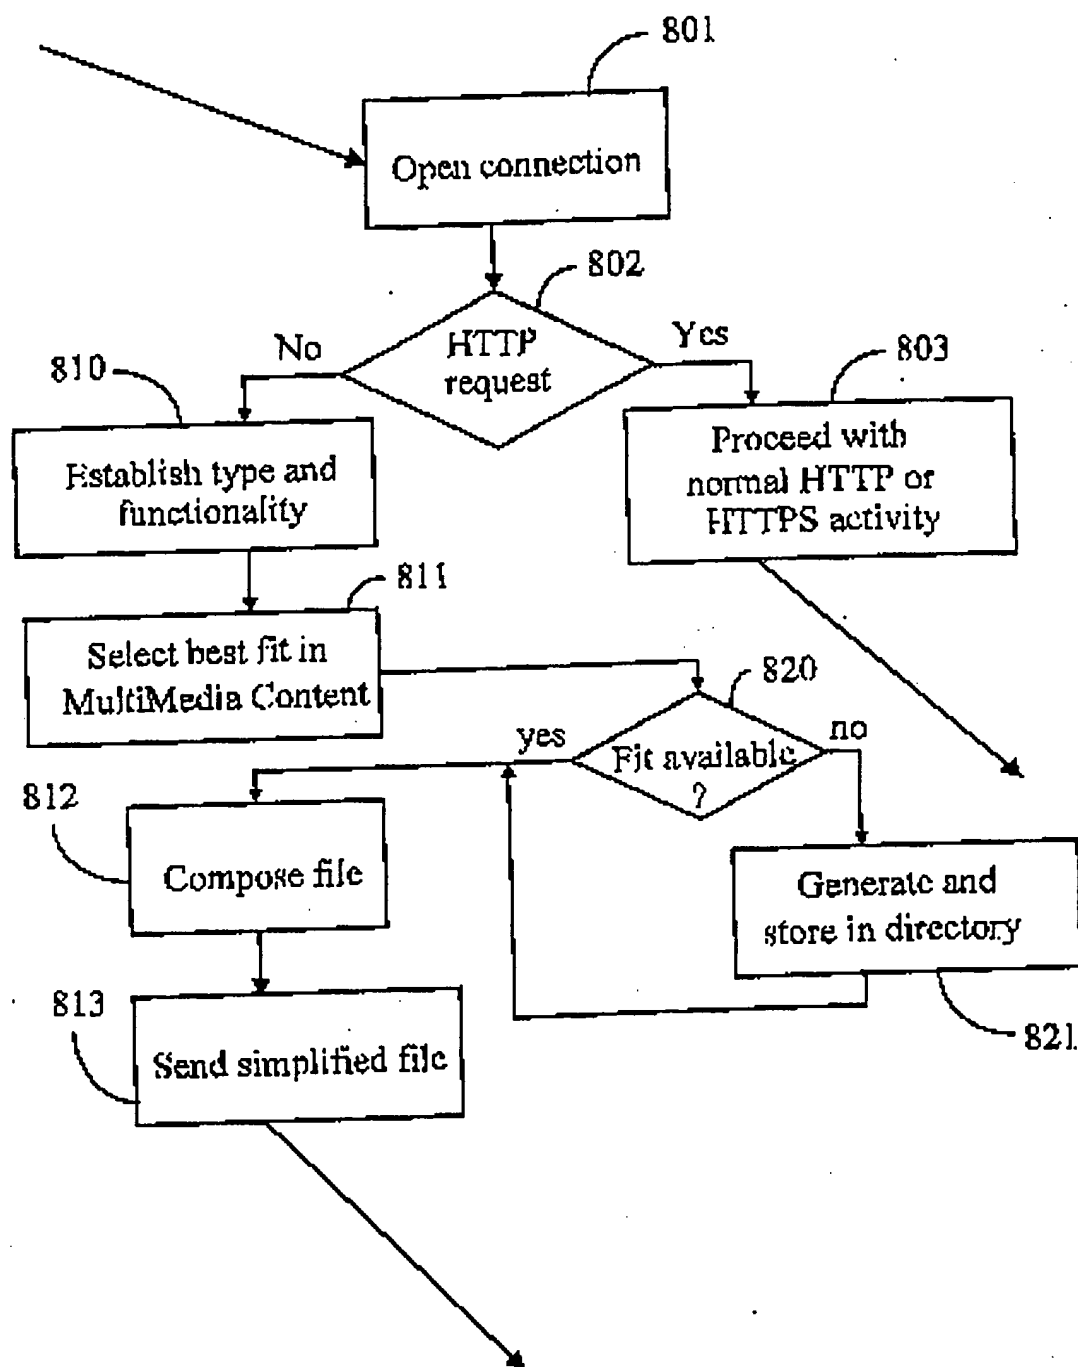 801
Open connection
802
No
HTTP
request
Yes
810
803
Establish type and
functionality
Proceed with
normal HTTP or
HTTPS activity
811
Select best fit in
MultiMedia Content
820
yes
Fit available
?
no
812
Compose file
Generate and
store in directory
821
813
Send simplified file